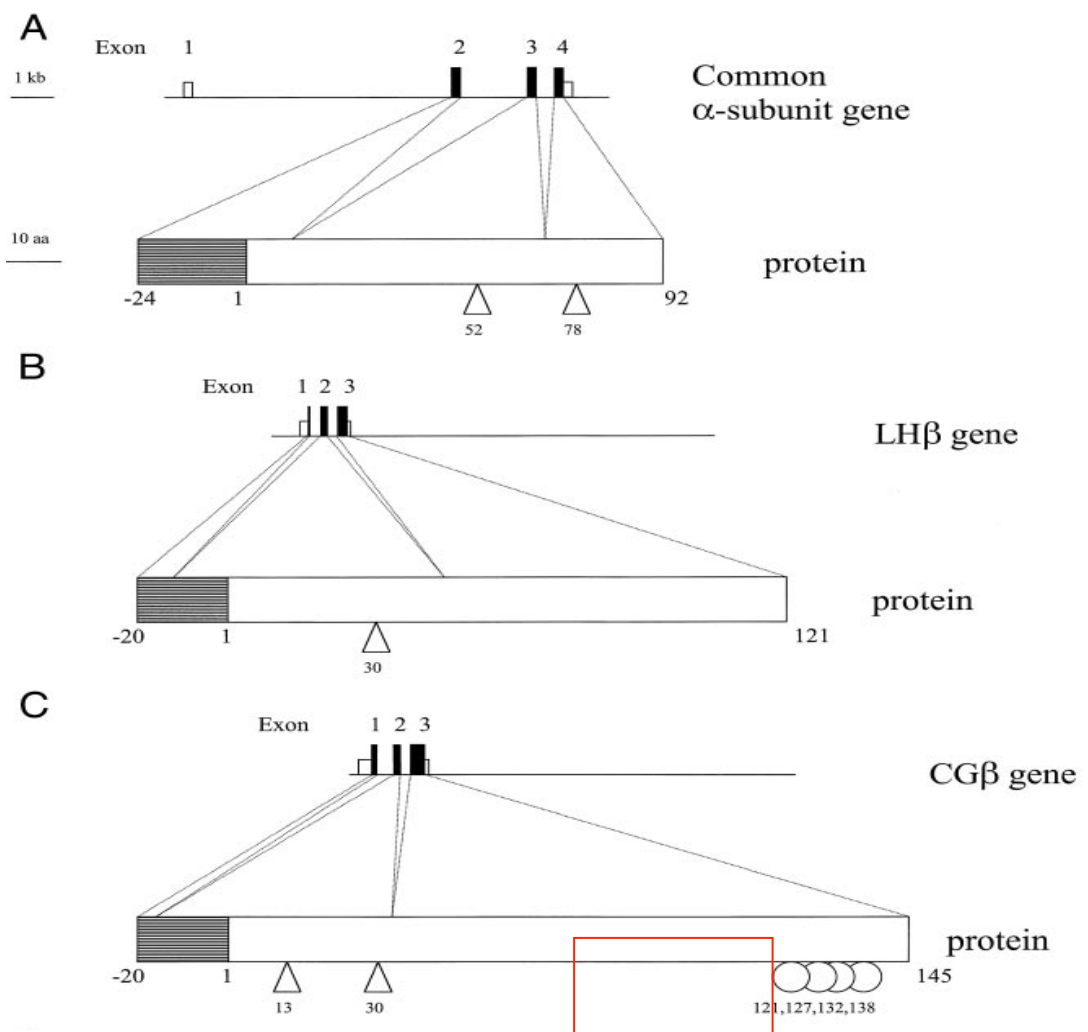 A
Exon 1 2 3 4
1 kb
Common
α-subunit gene
10 aa
protein
-24 1 92
52 78
B
Exon 1 2 3
LHβ gene
protein
-20 1 121
30
C
Exon 1 2 3
CGβ gene
protein
-20 1 145
13 30 121,127,132,138